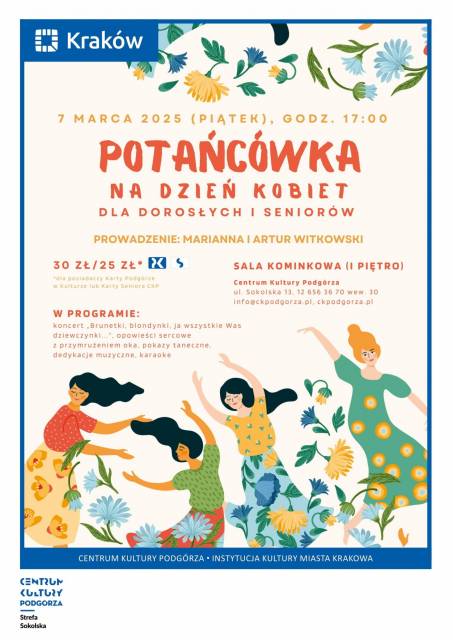 Kraków
7 MARCA 2025 (PIĄTEK), GODZ. 17:00
POTAŃCÓWKA
NA DZIEŃ KOBIET
DLA DOROSŁYCH I SENIORÓW
PROWADZENIE: MARIANNA I ARTUR WITKOWSKI
30 ZŁ/25 ZŁ*
*dla posiadaczy Karty Podgórze
w Kulturze lub Karty Seniora CKP
SALA KOMINKOWA (I PIĘTRO)
Centrum Kultury Podgórza
ul. Sokolska 13, 12 656 36 70 wew. 30
info@ckpodgorza.pl, ckpodgorza.pl
W PROGRAMIE:
koncert „Brunetki, blondynki, ja wszystkie Was
dziewczynki...", opowieści sercowe
z przymrużeniem oka, pokazy taneczne,
dedykacje muzyczne, karaoke
CENTRUM KULTURY PODGÓRZA • INSTYTUCJA KULTURY MIASTA KRAKOWA
CENTRUM
KULTURY
PODGORZA
Strefa
Sokolska